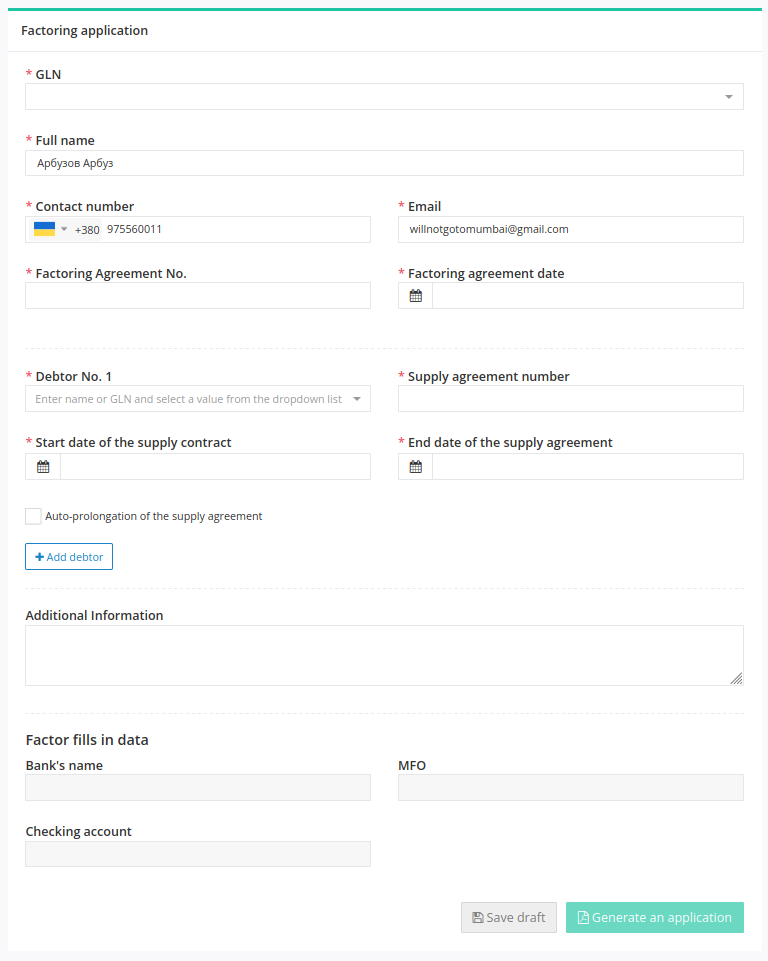 Factoring application
* GLN
* Full name
Арбузов Арбуз
* Contact number
* Email
+380 975560011
willnotgotomumbai@gmail.com
* Factoring Agreement No.
* Factoring agreement date
* Debtor No. 1
* Supply agreement number
Enter name or GLN and select a value from the dropdown list
* Start date of the supply contract
* End date of the supply agreement
Auto-prolongation of the supply agreement
+ Add debtor
Additional Information
Factor fills in data
Bank's name
MFO
Checking account
Save draft
Generate an application